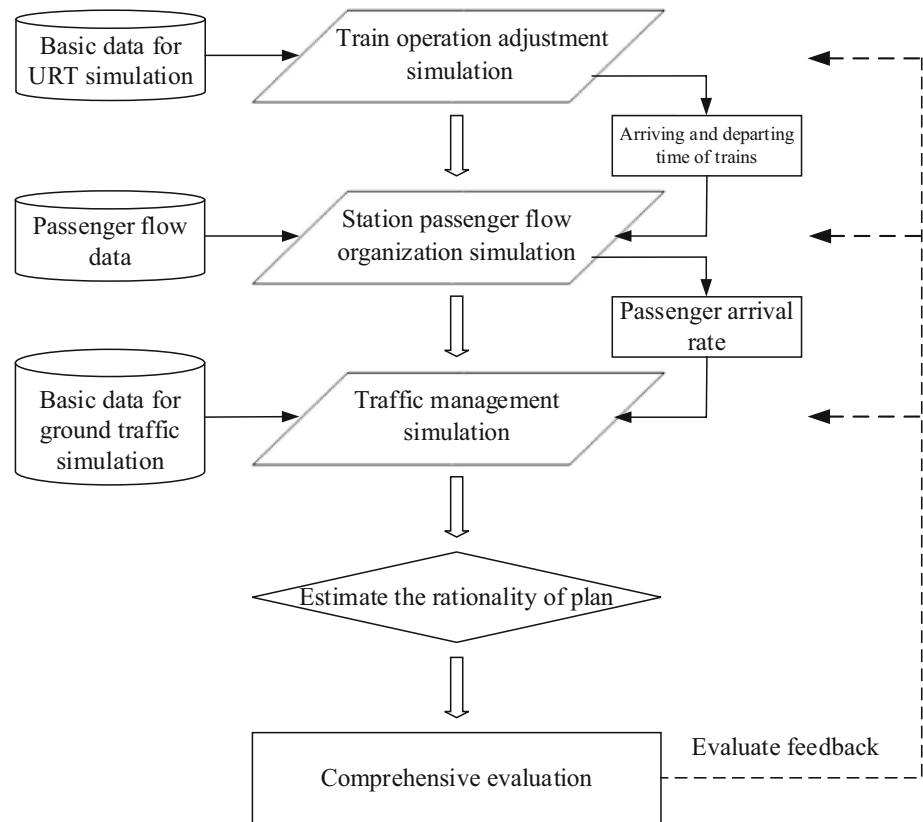 Basic data for
URT simulation
Train operation adjustment
simulation
Arriving and departing
time of trains
Passenger flow
data
Station passenger flow
organization simulation
Passenger arrival
rate
Basic data for
ground traffic
simulation
Traffic management
simulation
Estimate the rationality of plan
Evaluate feedback
Comprehensive evaluation